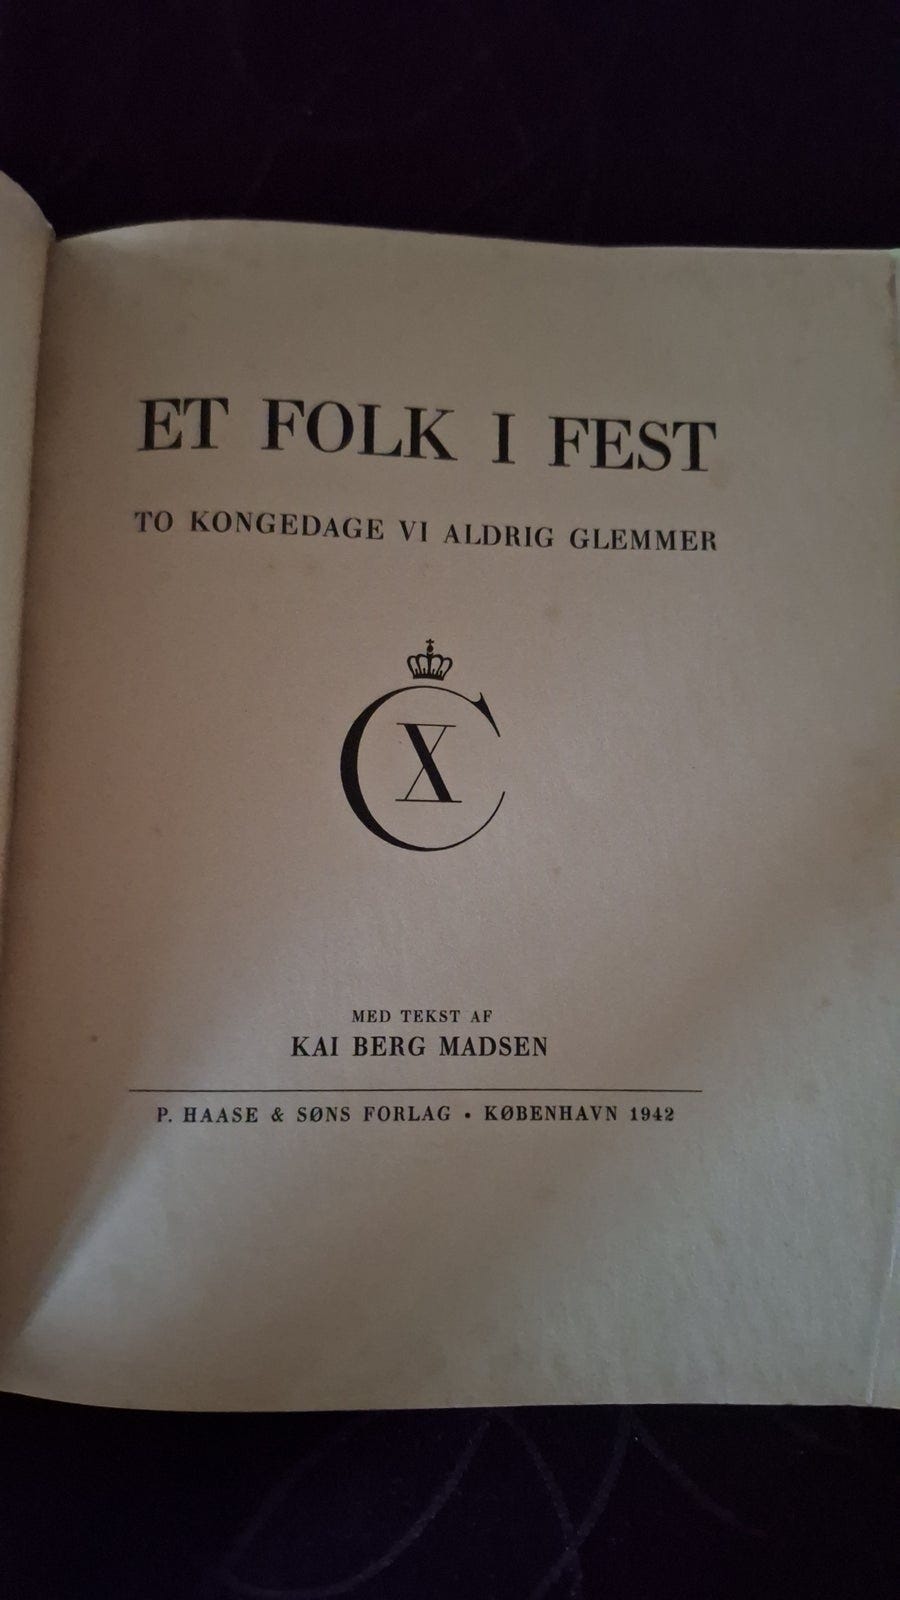 ET FOLK I FEST
TO KONGEDAGE VI ALDRIG GLEMMER
C X
MED TEKST AF
KAI BERG MADSEN
P. HAASE & SØNS FORLAG • KØBENHAVN 1942